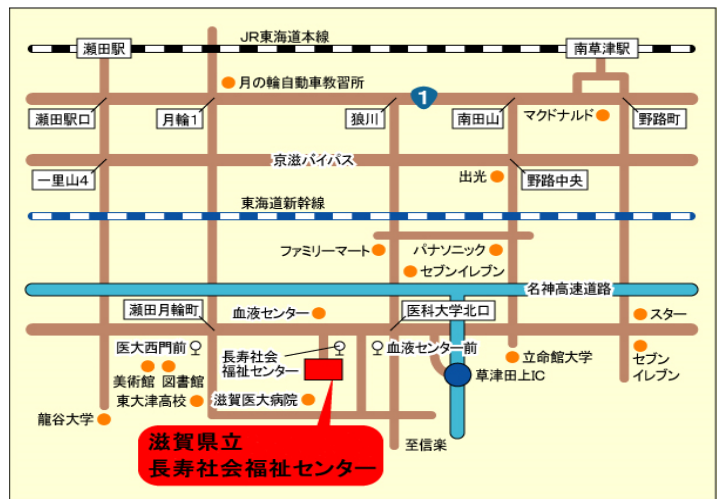 JR東海道本線
瀬田駅
南草津駅
月の輪自動車教習所
1
マクドナルド
瀬田駅口
月輪1
狼川
南田山
野路町
京滋バイパス
一里山4
出光
野路中央
東海道新幹線
ファミリーマート
パナソニック
セブンイレブン
名神高速道路
瀬田月輪町
血液センター
医科大学北口
スター
医大西門前
長寿社会
福祉センター
血液センター前
立命館大学
セブン
イレブン
美術館
図書館
草津田上IC
東大津高校
滋賀医大病院
龍谷大学
至信楽
滋賀県立
長寿社会福祉センター